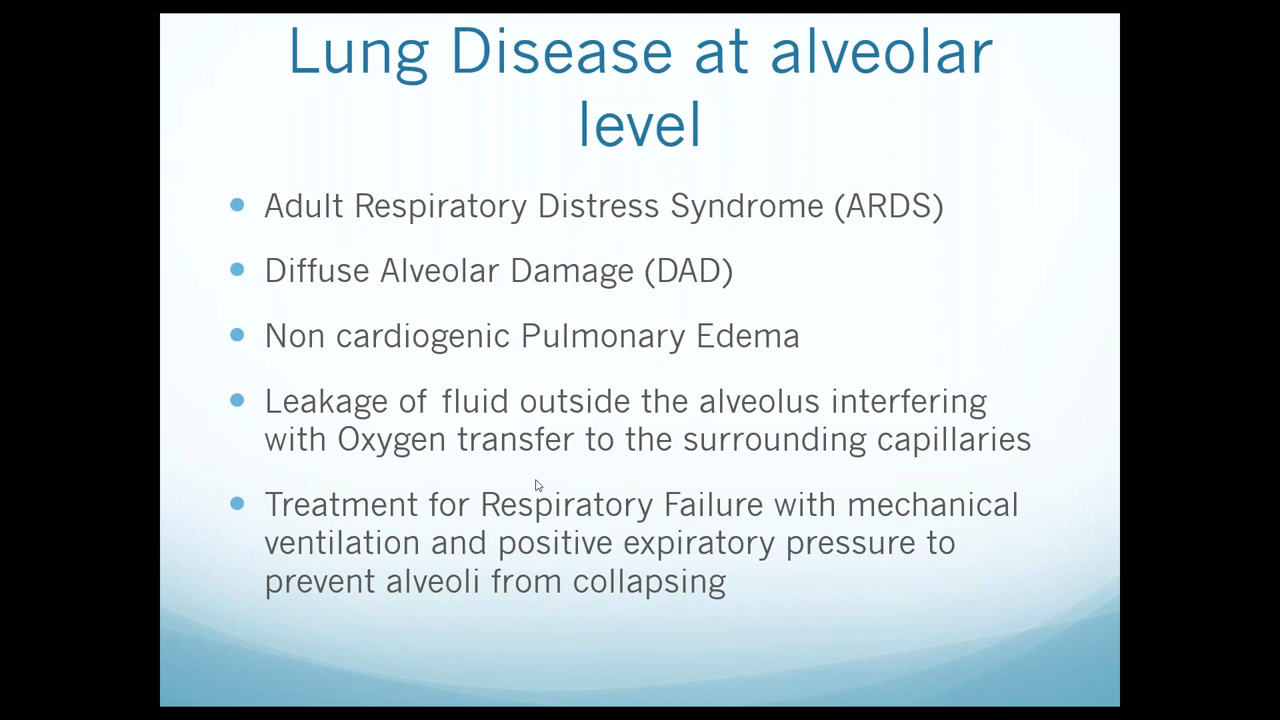 Lung Disease at alveolar
level
Adult Respiratory Distress Syndrome (ARDS)
Diffuse Alveolar Damage (DAD)
Non cardiogenic Pulmonary Edema
Leakage of fluid outside the alveolus interfering
with Oxygen transfer to the surrounding capillaries
Treatment for Respiratory Failure with mechanical
ventilation and positive expiratory pressure to
prevent alveoli from collapsing